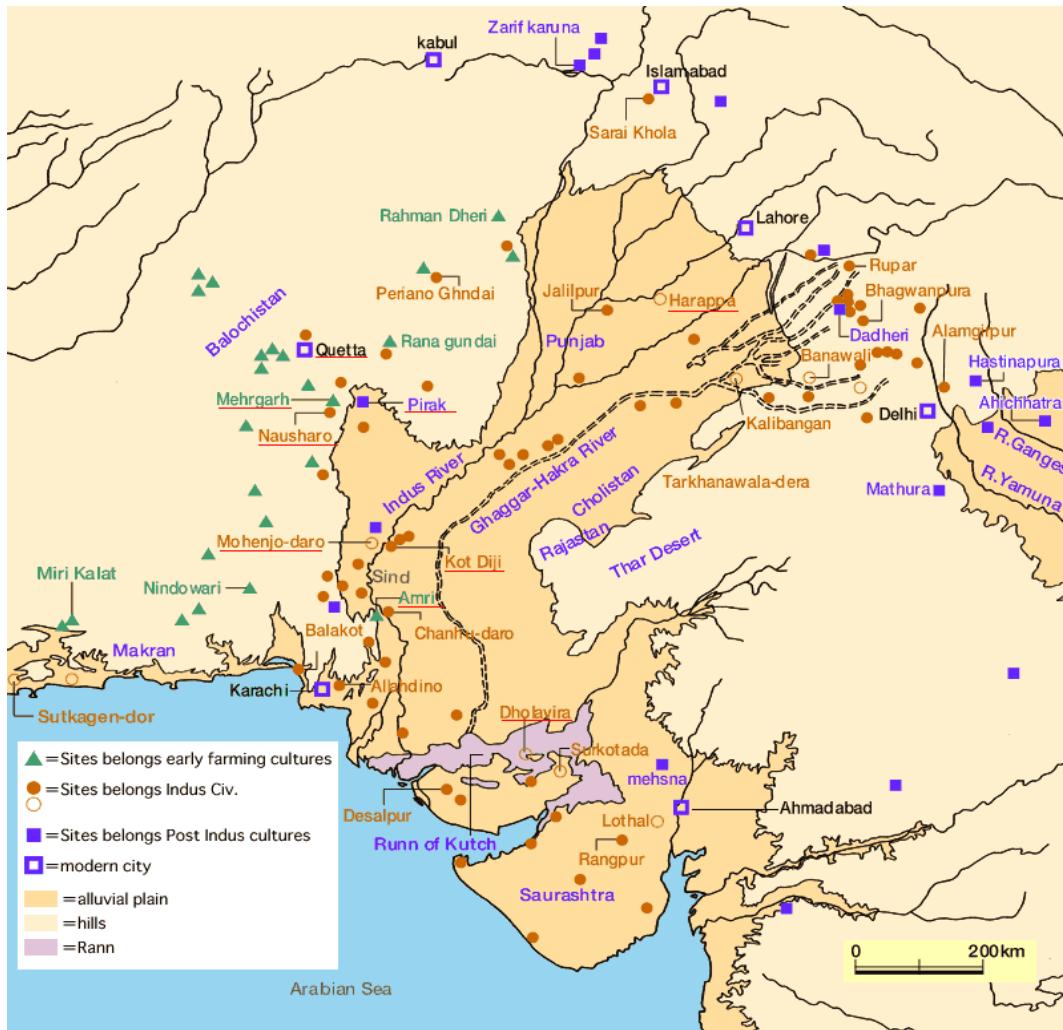 Zarif karuna
kabul
Islamabad
Sarai Khola
Rahman Dheri
Lahore
Periano Ghndai
Jalilpur
Harappa
Rupar
Bhagwanpura
Balochistan
Quetta
Rana gundai
Punjab
Dadheri
Alamgirpur
Banawali
Hastinapura
Mehrgarh
Pirak
Ahichhatra
Nausharo
Kalibangan
Delhi
R.Ganges
R.Yamuna
Indus River
Ghaggar-Hakra River
Cholistan
Tarkhanawala-dera
Mathura
Mohenjo-daro
Kot Diji
Rajastan
Thar Desert
Miri Kalat
Nindowari
Sind
Amri
Chanhu-daro
Balakot
Makran
Karachi
Allandino
Sutkagen-dor
Dholavira
Surkotada
mehsna
Desalpur
Runn of Kutch
Lothal
Ahmadabad
Rangpur
Saurashtra
=Sites belongs early farming cultures
=Sites belongs Indus Civ.
=Sites belongs Post Indus cultures
=modern city
=alluvial plain
=hills
=Rann
0 200km
Arabian Sea